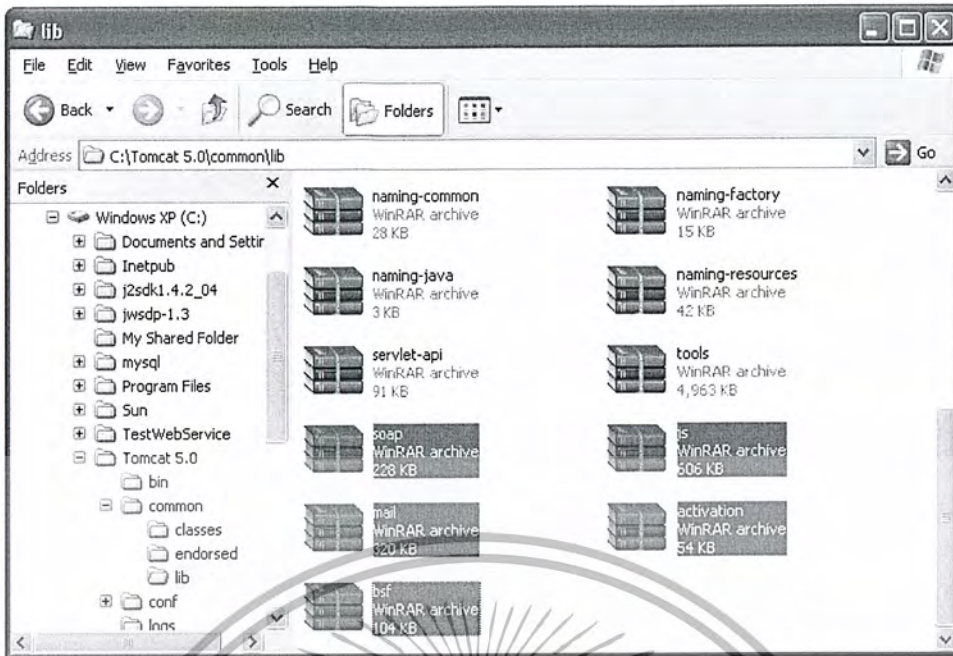 lib
File Edit View Favorites Tools Help
Back Search Folders
Address C:\Tomcat 5.0\common\lib Go
Folders
Windows XP (C:)
Documents and Settir
Inetpub
j2sdk1.4.2_04
jwsdp-1.3
My Shared Folder
mysql
Program Files
Sun
TestWebService
Tomcat 5.0
bin
common
classes
endorsed
lib
conf
logs
naming-common
WinRAR archive
28 KB
naming-factory
WinRAR archive
15 KB
naming-java
WinRAR archive
3 KB
naming-resources
WinRAR archive
42 KB
servlet-api
WinRAR archive
91 KB
tools
WinRAR archive
4,963 KB
soap
WinRAR archive
228 KB
js
WinRAR archive
606 KB
mail
WinRAR archive
320 KB
activation
WinRAR archive
54 KB
bsf
WinRAR archive
104 KB